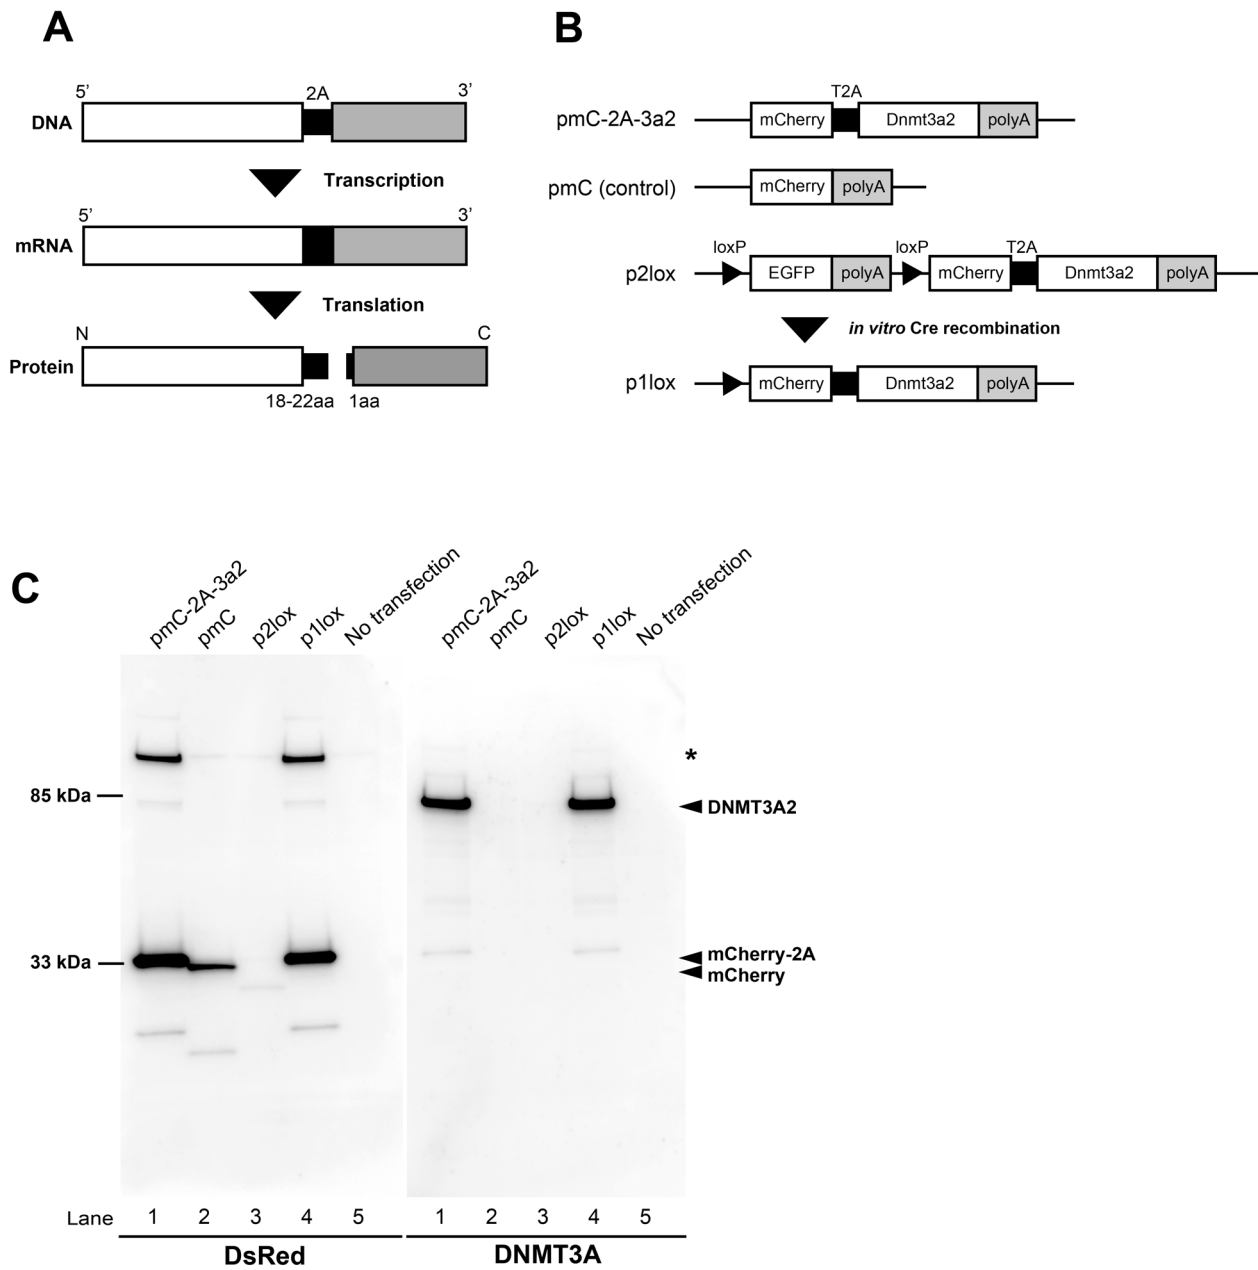 A
5’
2A
3’
DNA
Transcription
5’
3’
mRNA
Translation
N
C
Protein
18-22aa
1aa
B
T2A
pmC-2A-3a2
mCherry
Dnmt3a2
polyA
pmC (control)
mCherry
polyA
loxP
loxP
T2A
p2lox
EGFP
polyA
mCherry
Dnmt3a2
polyA
in vitro Cre recombination
p1lox
mCherry
Dnmt3a2
polyA
C
pmC-2A-3a2
pmC
p2lox
p1lox
No transfection
pmC-2A-3a2
pmC
p2lox
p1lox
No transfection
*
85 kDa
DNMT3A2
33 kDa
mCherry-2A
mCherry
Lane 1 2 3 4 5 1 2 3 4 5
DsRed
DNMT3A